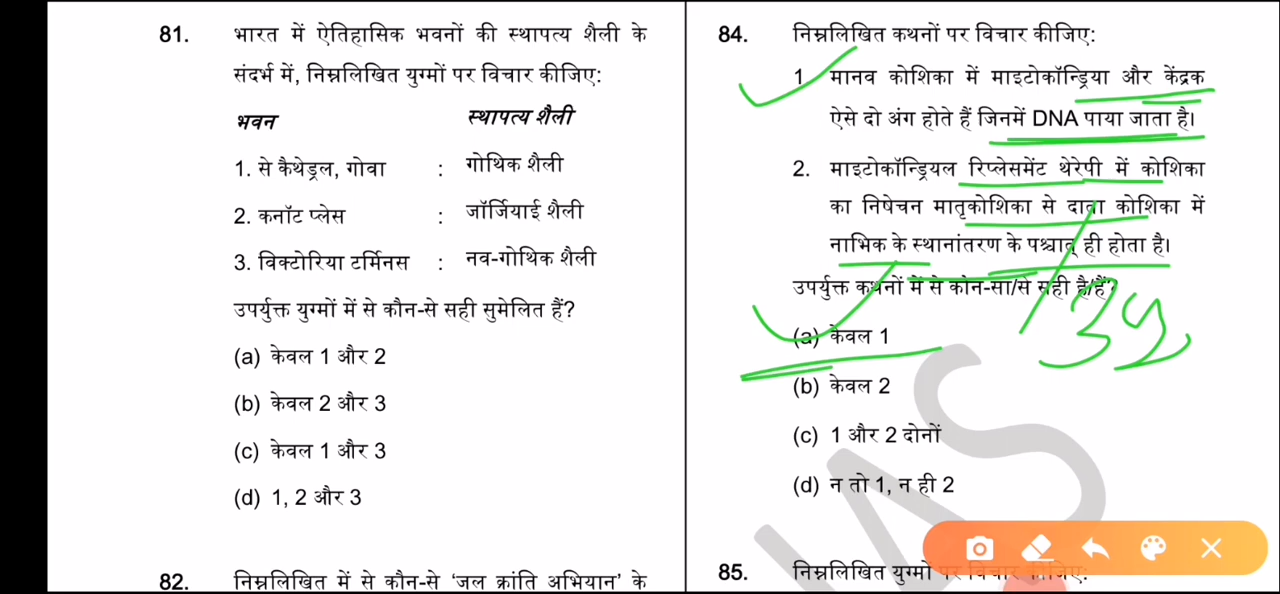 81. भारत में ऐतिहासिक भवनों की स्थापत्य शैली के
संदर्भ में, निम्नलिखित युग्मों पर विचार कीजिए:
भवन स्थापत्य शैली
1. से कैथेड्रल, गोवा : गोथिक शैली
2. कनॉट प्लेस : जॉर्जियाई शैली
3. विक्टोरिया टर्मिनस : नव-गोथिक शैली
उपर्युक्त युग्मों में से कौन-से सही सुमेलित हैं?
(a) केवल 1 और 2
(b) केवल 2 और 3
(c) केवल 1 और 3
(d) 1, 2 और 3
82. निम्नलिखित में से कौन-से ‘जल क्रांति अभियान’ के
84. निम्नलिखित कथनों पर विचार कीजिए:
1 मानव कोशिका में माइटोकॉन्ड्रिया और केंद्रक
ऐसे दो अंग होते हैं जिनमें DNA पाया जाता है।
2. माइटोकॉन्ड्रियल रिप्लेसमेंट थेरेपी में कोशिका
का निषेचन मातृकोशिका से दाता कोशिका में
नाभिक के स्थानांतरण के पश्चात् ही होता है।
उपर्युक्त कथनों में से कौन-सा/से सही है/हैं?
(a) केवल 1
(b) केवल 2
(c) 1 और 2 दोनों
(d) न तो 1, न ही 2
85. निम्नलिखित युग्मों पर विचार कीजिए: